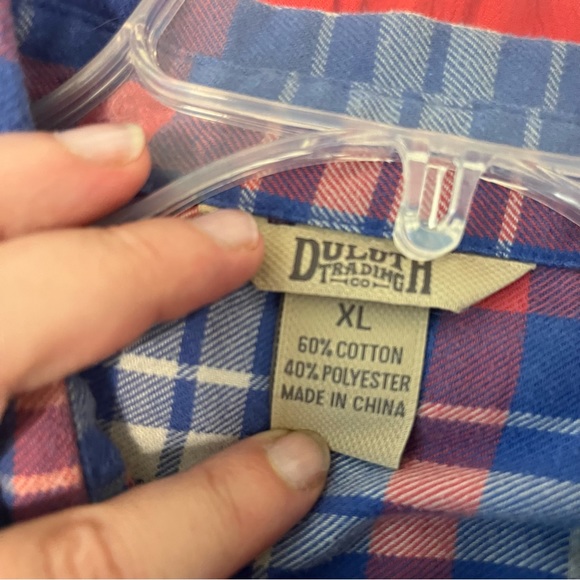 DULUTH
TRADING
CO
XL
60% COTTON
40% POLYESTER
MADE IN CHINA